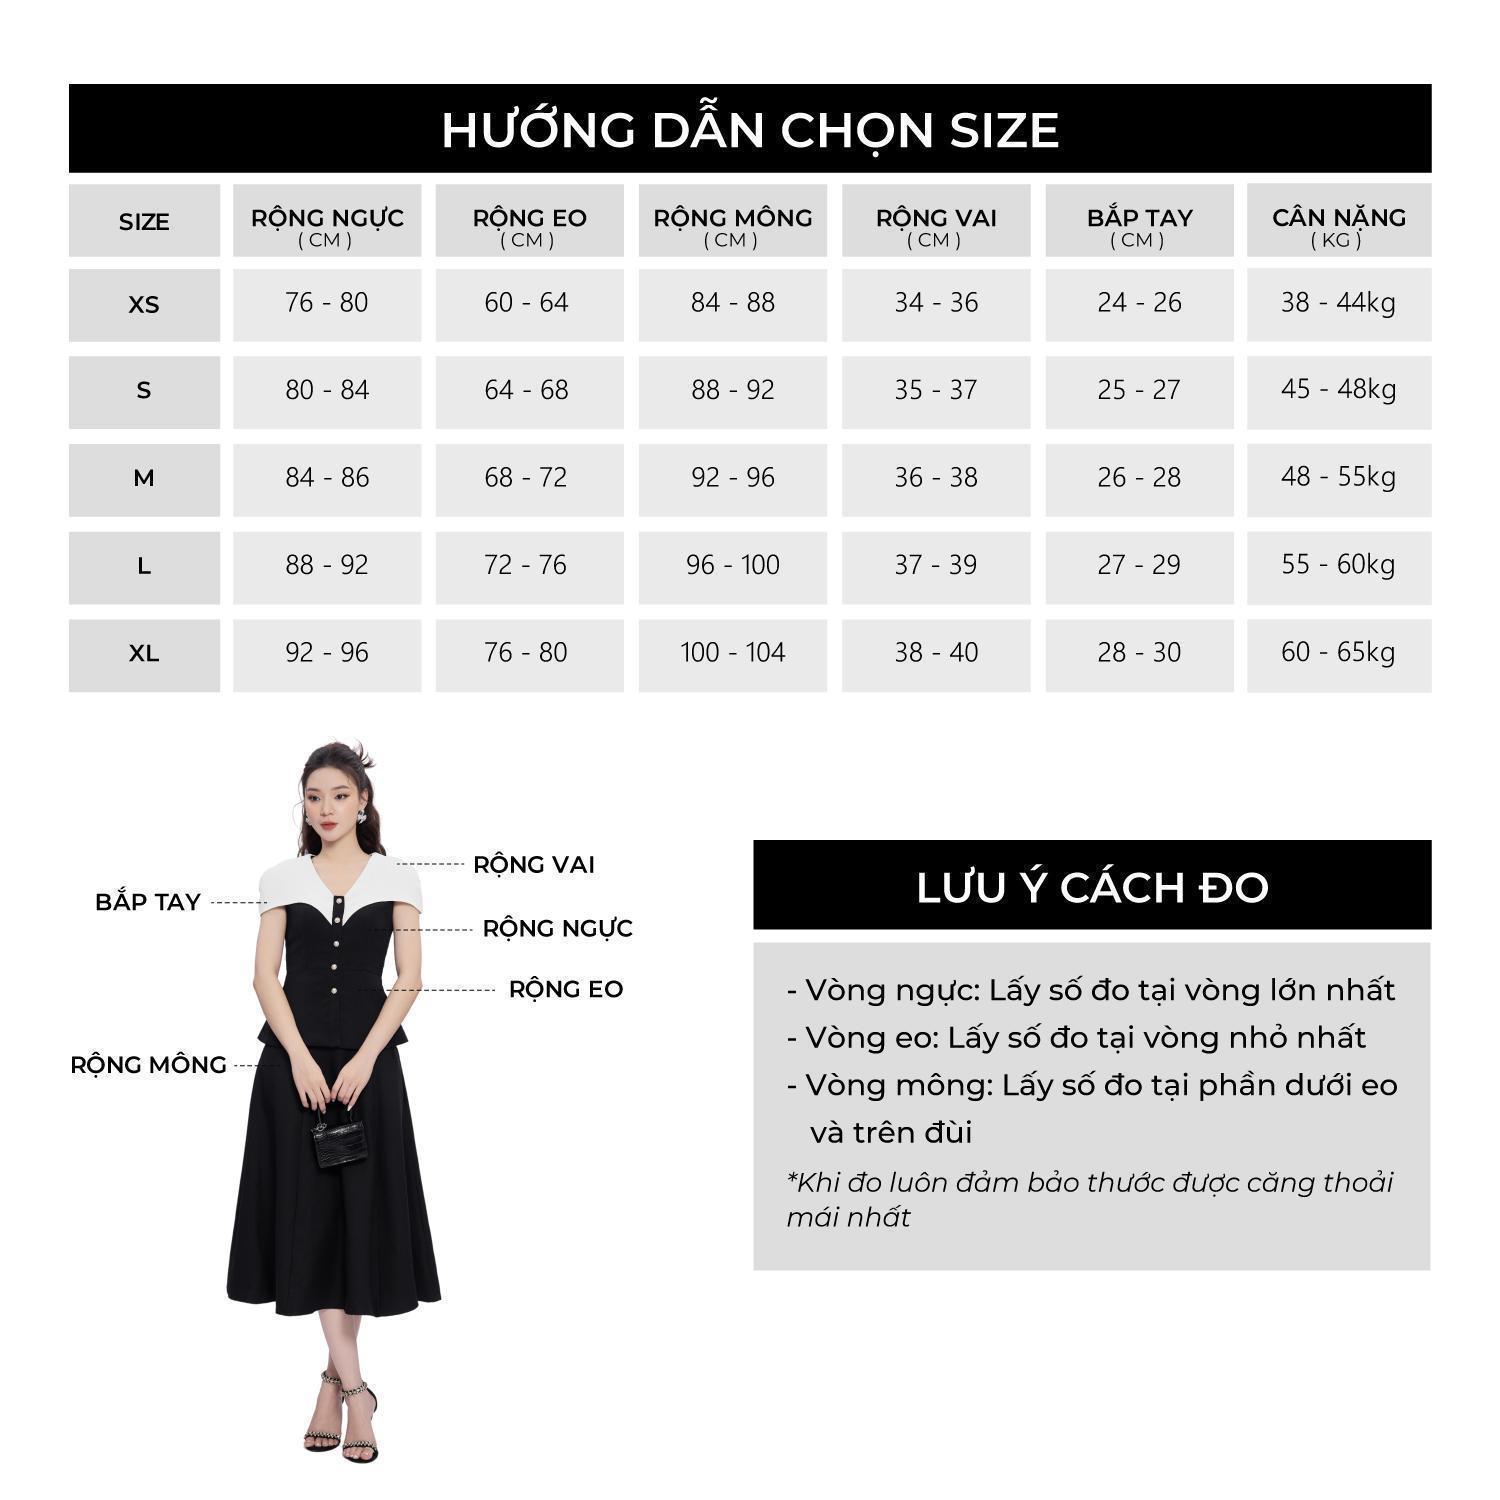 HƯỚNG DẪN CHỌN SIZE
SIZE RỘNG NGỰC RỘNG EO RỘNG MÔNG RỘNG VAI BẮP TAY CÂN NẶNG
( CM ) ( CM ) ( CM ) ( CM ) ( CM ) ( KG )
XS 76 - 80 60 - 64 84 - 88 34 - 36 24 - 26 38 - 44kg
S 80 - 84 64 - 68 88 - 92 35 - 37 25 - 27 45 - 48kg
M 84 - 86 68 - 72 92 - 96 36 - 38 26 - 28 48 - 55kg
L 88 - 92 72 - 76 96 - 100 37 - 39 27 - 29 55 - 60kg
XL 92 - 96 76 - 80 100 - 104 38 - 40 28 - 30 60 - 65kg
RỘNG VAI
BẮP TAY
RỘNG NGỰC
RỘNG EO
RỘNG MÔNG
LƯU Ý CÁCH ĐO
- Vòng ngực: Lấy số đo tại vòng lớn nhất
- Vòng eo: Lấy số đo tại vòng nhỏ nhất
- Vòng mông: Lấy số đo tại phần dưới eo
và trên đùi
*Khi đo luôn đảm bảo thước được căng thoải
mái nhất